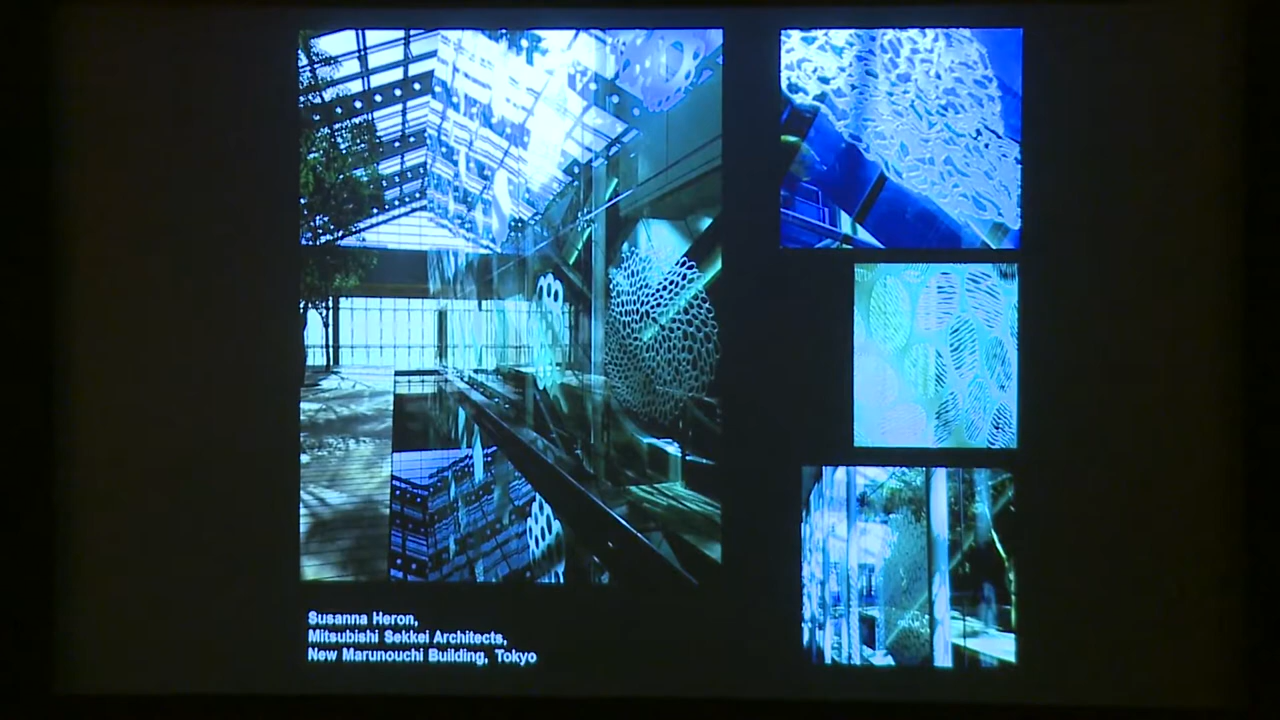 Susanna Heron,
Mitsubishi Sekkei Architects,
New Marunouchi Building, Tokyo